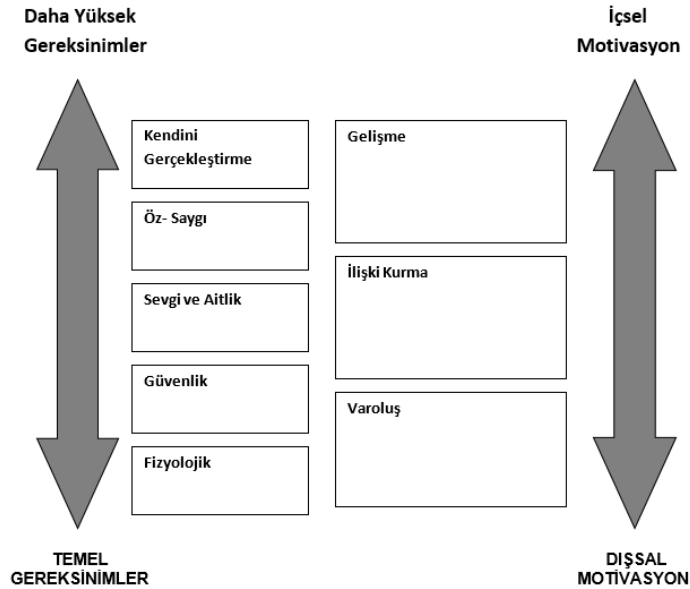 Daha Yüksek
Gereksinimler
İçsel
Motivasyon
Kendini
Gerçekleştirme
Öz- Saygı
Sevgi ve Aitlik
Güvenlik
Fizyolojik
Gelişme
İlişki Kurma
Varoluş
TEMEL
GEREKSİNİMLER
DIŞSAL
MOTİVASYON